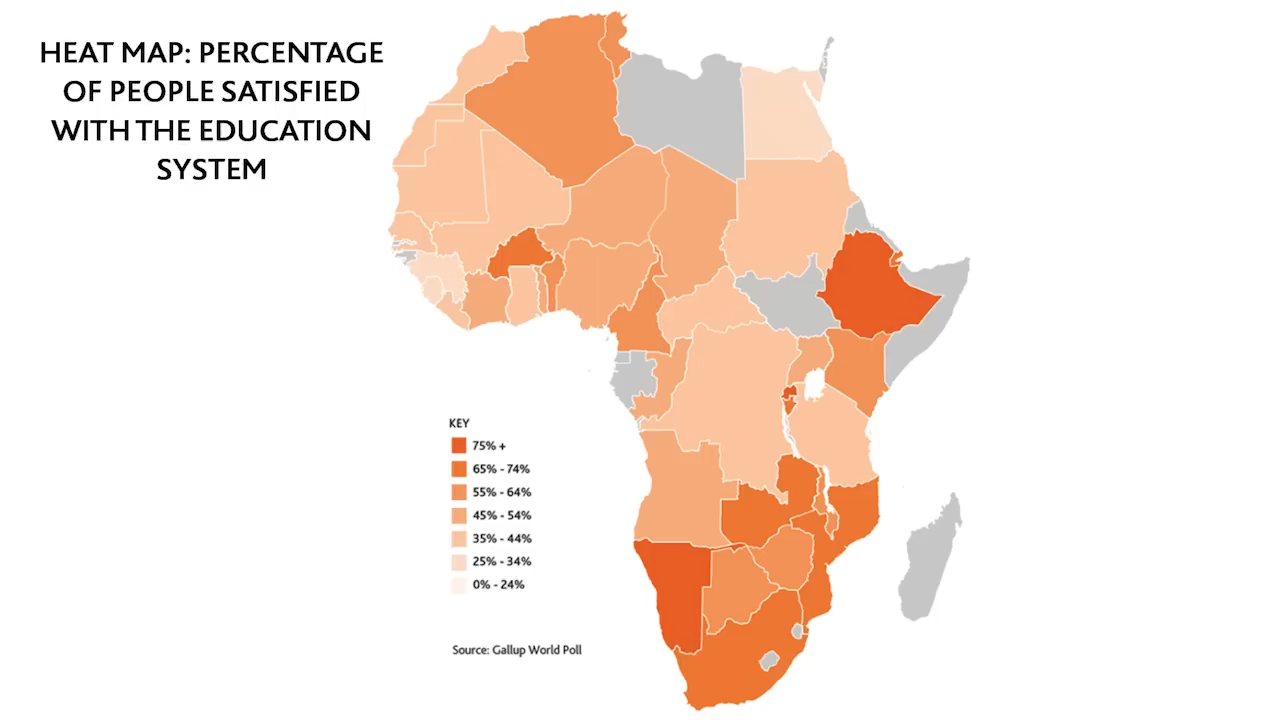 HEAT MAP: PERCENTAGE
OF PEOPLE SATISFIED
WITH THE EDUCATION
SYSTEM
KEY
75% +
65% - 74%
55% - 64%
45% - 54%
35% - 44%
25% - 34%
0% - 24%
Source: Gallup World Poll